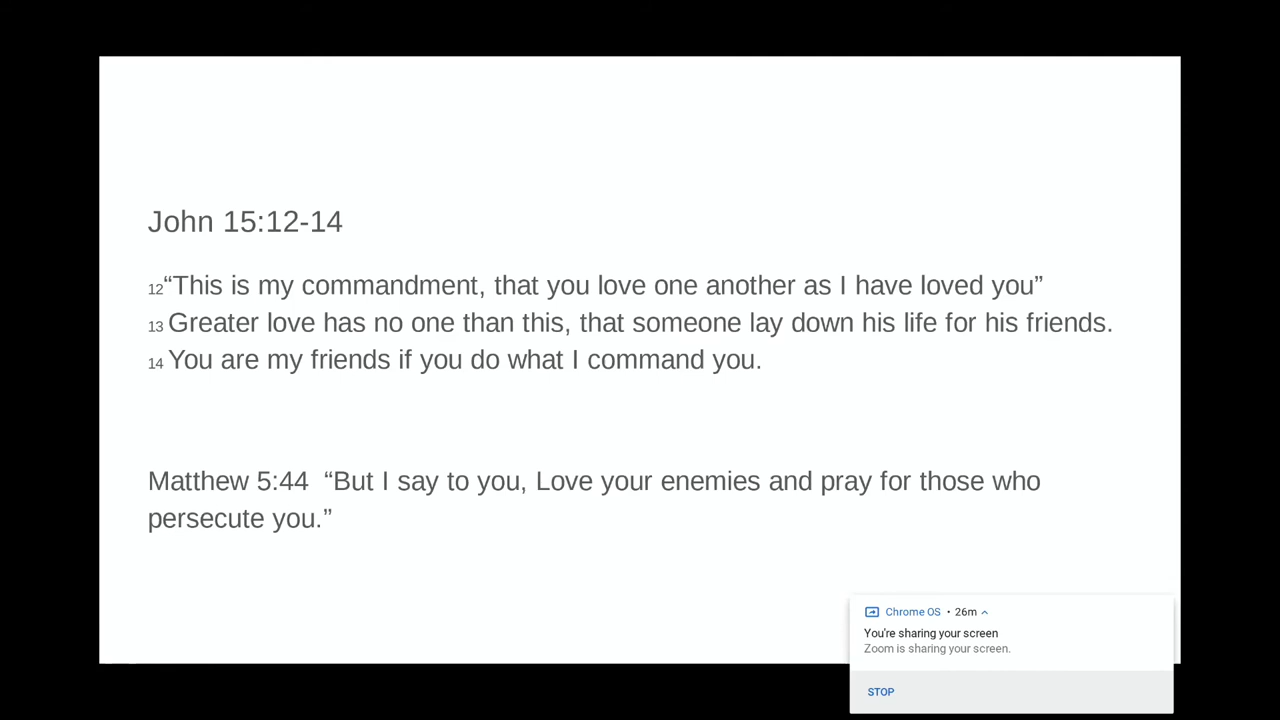 John 15:12-14
12“This is my commandment, that you love one another as I have loved you”
13 Greater love has no one than this, that someone lay down his life for his friends.
14 You are my friends if you do what I command you.
Matthew 5:44  “But I say to you, Love your enemies and pray for those who
persecute you.”
Chrome OS • 26m
You're sharing your screen
Zoom is sharing your screen.
STOP